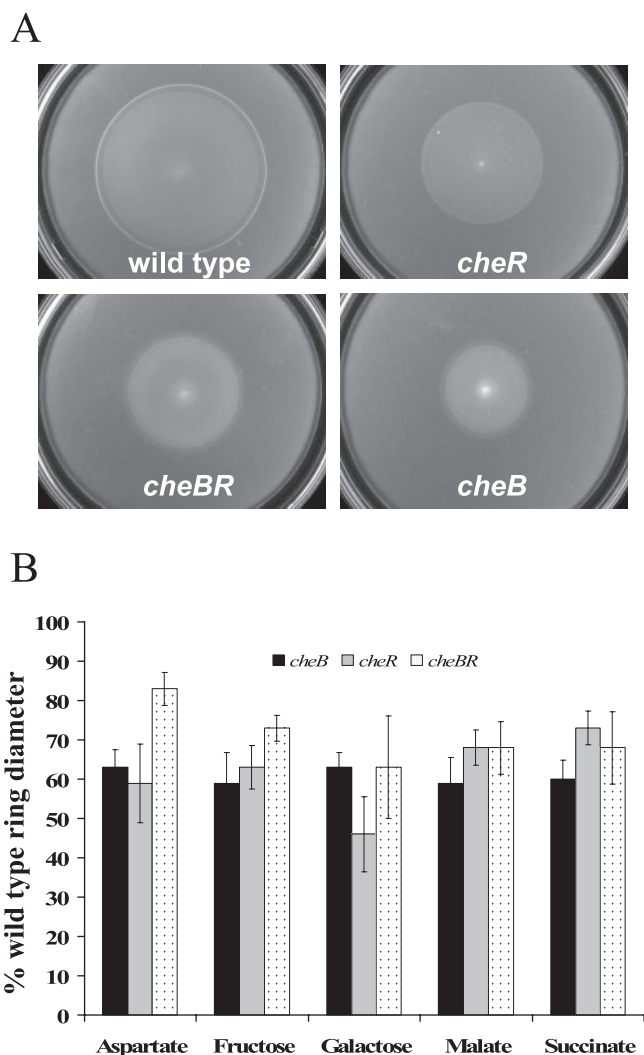 A
wild type
cheR
cheBR
cheB
B
% wild type ring diameter
100
90
80
70
60
50
40
30
20
10
0
cheB cheR cheBR
Aspartate Fructose Galactose Malate Succinate